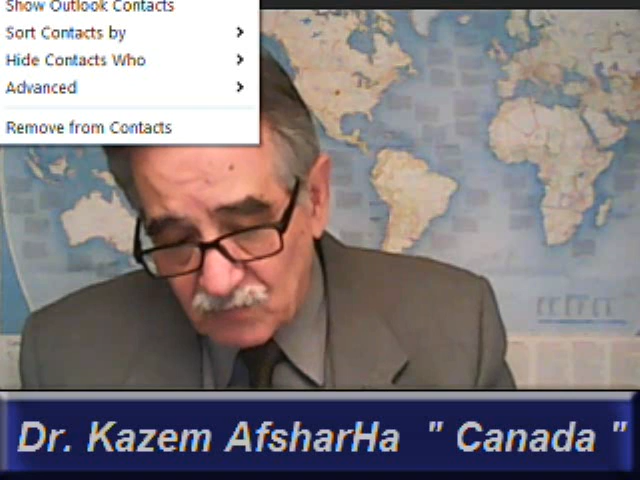 Show Outlook Contacts
Sort Contacts by
Hide Contacts Who
Advanced
Remove from Contacts
Dr. Kazem AfsharHa " Canada "